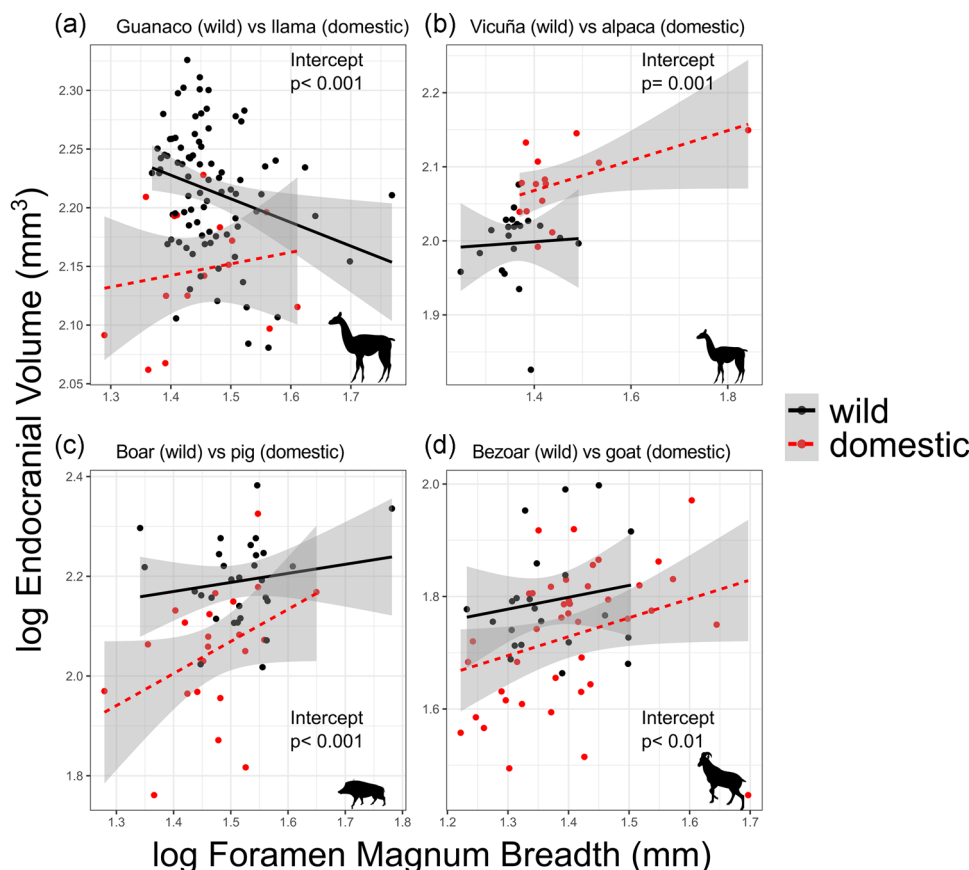 (a) Guanaco (wild) vs llama (domestic)
Intercept
p< 0.001
2.30
2.25
2.20
2.15
2.10
2.05
1.3 1.4 1.5 1.6 1.7
(b) Vicuña (wild) vs alpaca (domestic)
Intercept
p= 0.001
2.2
2.1
2.0
1.9
1.4 1.6 1.8
log Endocranial Volume (mm³)
wild
domestic
(c) Boar (wild) vs pig (domestic)
2.4
2.2
2.0
1.8
Intercept
p< 0.001
1.3 1.4 1.5 1.6 1.7 1.8
(d) Bezoar (wild) vs goat (domestic)
2.0
1.9
1.8
1.7
1.6
1.5
Intercept
p< 0.01
1.2 1.3 1.4 1.5 1.6 1.7
log Foramen Magnum Breadth (mm)